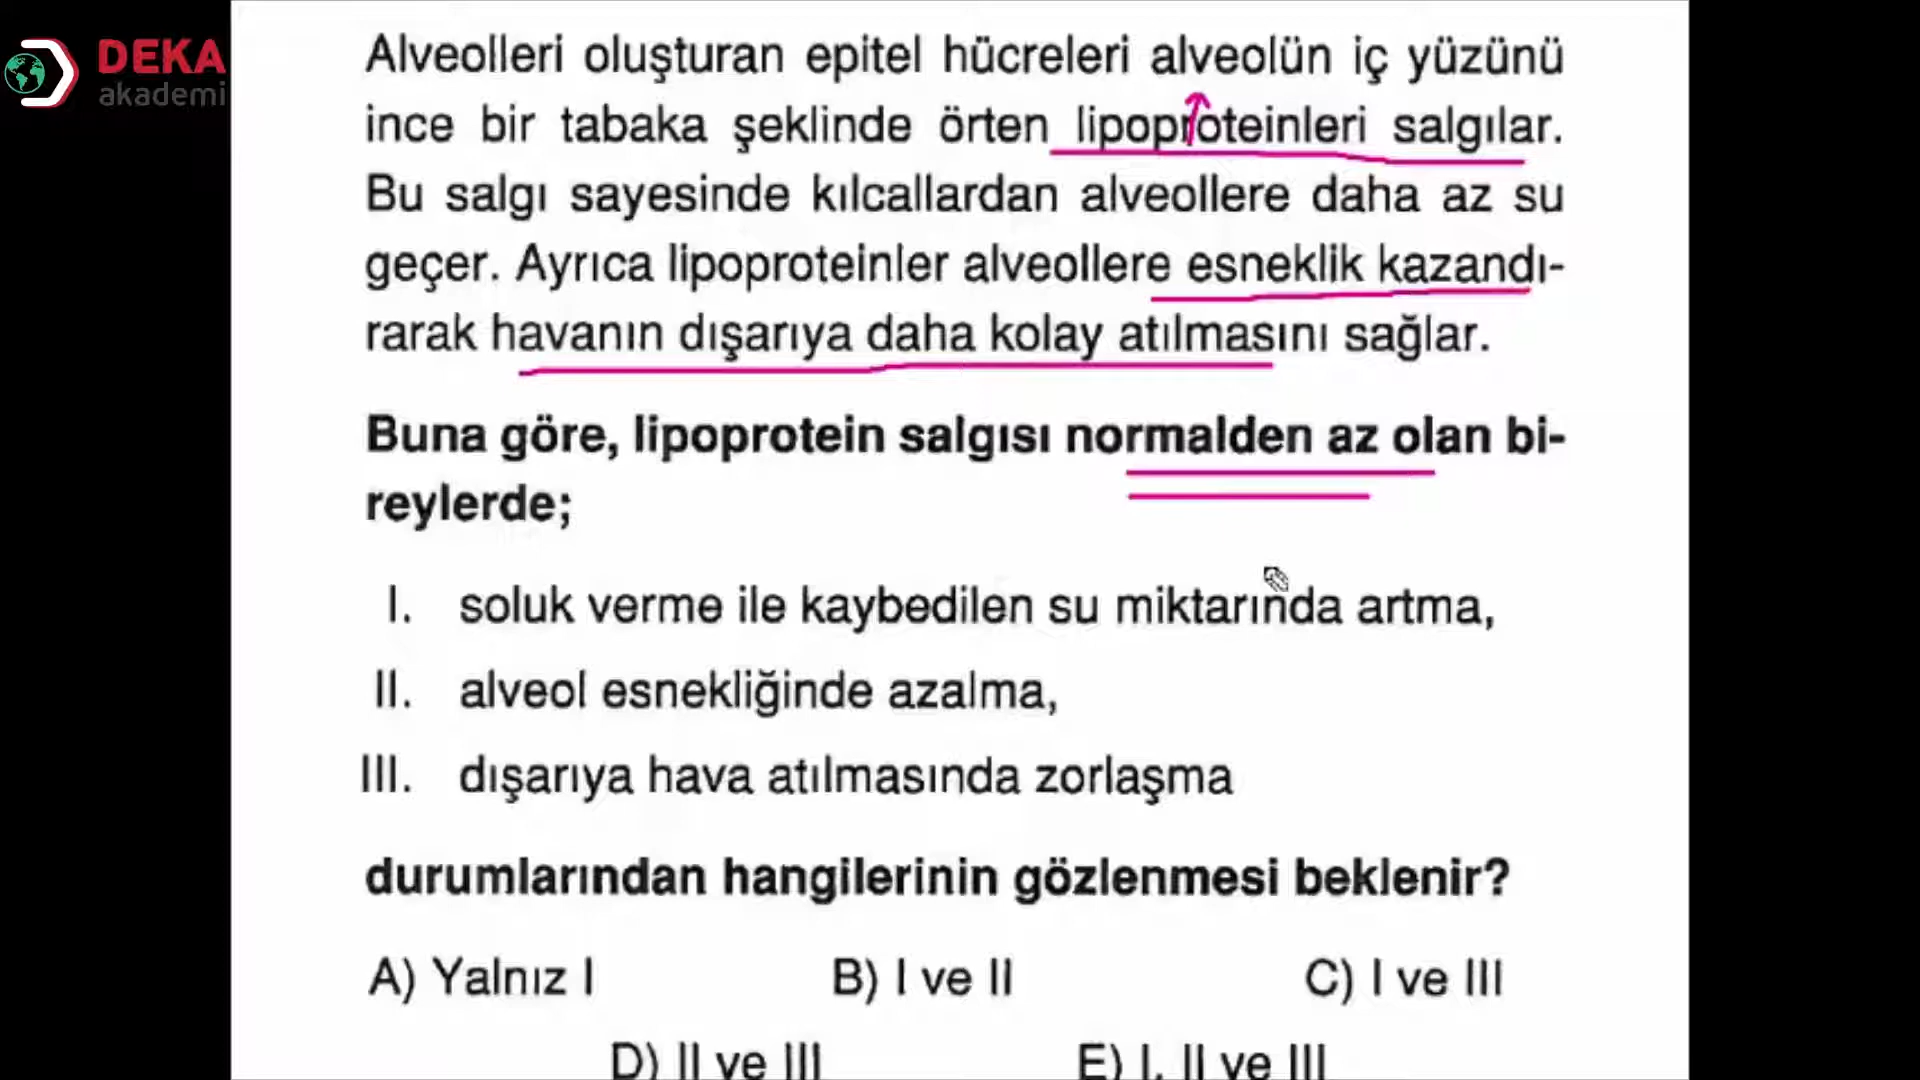 DEKA
akademi
Alveolleri oluşturan epitel hücreleri alveolün iç yüzünü
ince bir tabaka şeklinde örten lipoproteinleri salgılar.
Bu salgı sayesinde kılcallardan alveollere daha az su
geçer. Ayrıca lipoproteinler alveollere esneklik kazandı-
rarak havanın dışarıya daha kolay atılmasını sağlar.
Buna göre, lipoprotein salgısı normalden az olan bi-
reylerde;
I. soluk verme ile kaybedilen su miktarında artma,
II. alveol esnekliğinde azalma,
III. dışarıya hava atılmasında zorlaşma
durumlarından hangilerinin gözlenmesi beklenir?
A) Yalnız I B) I ve II C) I ve III
D) II ve III E) I, II ve III